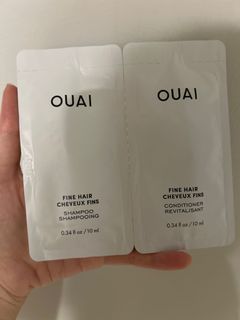 OUAI
FINE HAIR
CHEVEUX FINS
SHAMPOO
SHAMPOOING
0.34 fl oz / 10 ml
OUAI
FINE HAIR
CHEVEUX FINS
CONDITIONER
REVITALISANT
0.34 fl oz / 10 ml